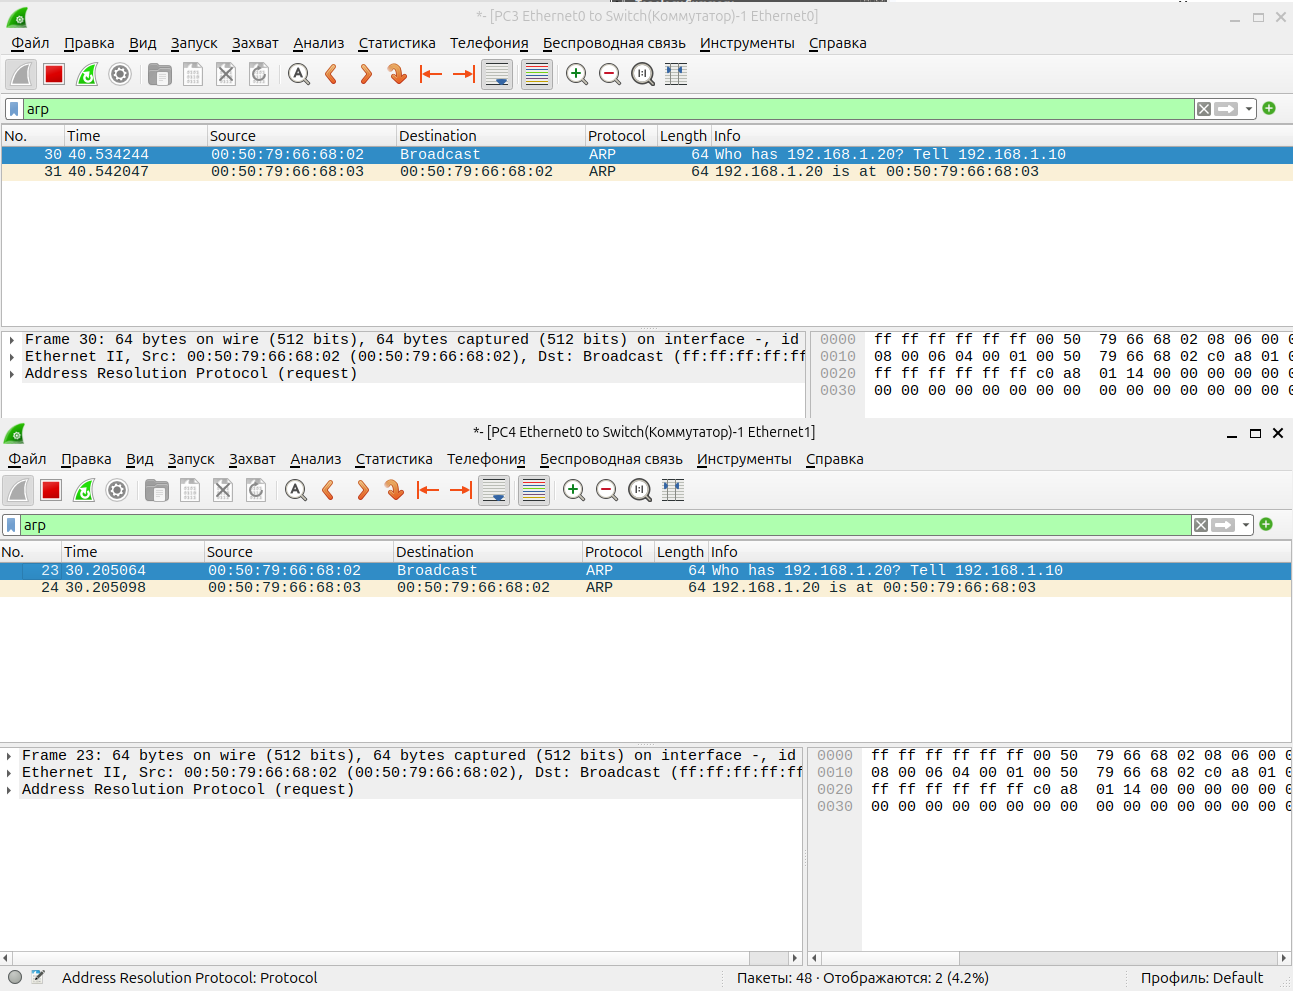 *- [PC3 Ethernet0 to Switch(Коммутатор)-1 Ethernet0]
Файл Правка Вид Запуск Захват Анализ Статистика Телефония Беспроводная связь Инструменты Справка
arp
No. Time Source Destination Protocol Length Info
30 40.534244 00:50:79:66:68:02 Broadcast ARP 64 Who has 192.168.1.20? Tell 192.168.1.10
31 40.542047 00:50:79:66:68:03 00:50:79:66:68:02 ARP 64 192.168.1.20 is at 00:50:79:66:68:03
Frame 30: 64 bytes on wire (512 bits), 64 bytes captured (512 bits) on interface -, id
Ethernet II, Src: 00:50:79:66:68:02 (00:50:79:66:68:02), Dst: Broadcast (ff:ff:ff:ff:ff
Address Resolution Protocol (request)
0000 ff ff ff ff ff ff 00 50 79 66 68 02 08 06 00 0
0010 08 00 06 04 00 01 00 50 79 66 68 02 c0 a8 01 0
0020 ff ff ff ff ff ff c0 a8 01 14 00 00 00 00 00 0
0030 00 00 00 00 00 00 00 00 00 00 00 00 00 00 00 0
*- [PC4 Ethernet0 to Switch(Коммутатор)-1 Ethernet1]
Файл Правка Вид Запуск Захват Анализ Статистика Телефония Беспроводная связь Инструменты Справка
arp
No. Time Source Destination Protocol Length Info
23 30.205064 00:50:79:66:68:02 Broadcast ARP 64 Who has 192.168.1.20? Tell 192.168.1.10
24 30.205098 00:50:79:66:68:03 00:50:79:66:68:02 ARP 64 192.168.1.20 is at 00:50:79:66:68:03
Frame 23: 64 bytes on wire (512 bits), 64 bytes captured (512 bits) on interface -, id
Ethernet II, Src: 00:50:79:66:68:02 (00:50:79:66:68:02), Dst: Broadcast (ff:ff:ff:ff:ff
Address Resolution Protocol (request)
0000 ff ff ff ff ff ff 00 50 79 66 68 02 08 06 00 0
0010 08 00 06 04 00 01 00 50 79 66 68 02 c0 a8 01 0
0020 ff ff ff ff ff ff c0 a8 01 14 00 00 00 00 00 0
0030 00 00 00 00 00 00 00 00 00 00 00 00 00 00 00 0
Address Resolution Protocol: Protocol Пакеты: 48 · Отображаются: 2 (4.2%) Профиль: Default